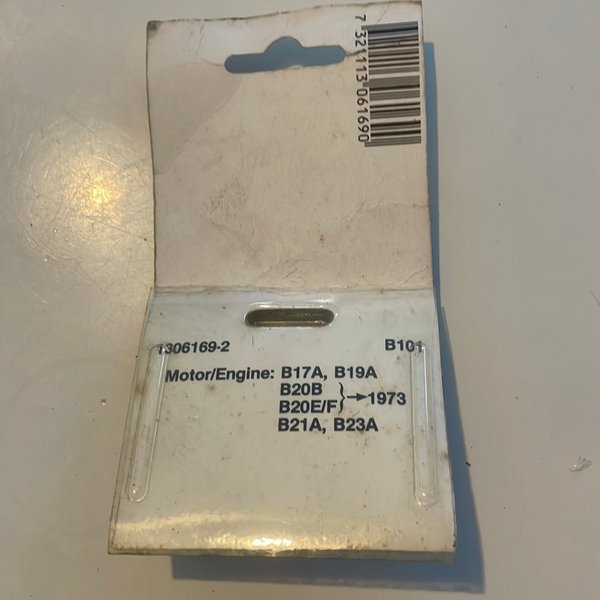 7 321113 061690
1306169-2 B101
Motor/Engine: B17A, B19A
B20B
B20E/F} → 1973
B21A, B23A